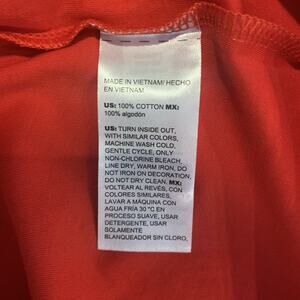 MADE IN VIETNAM/ HECHO
EN VIETNAM
US: 100% COTTON MX:
100% algodón
US: TURN INSIDE OUT,
WITH SIMILAR COLORS,
MACHINE WASH COLD,
GENTLE CYCLE, ONLY
NON-CHLORINE BLEACH,
LINE DRY, WARM IRON, DO
NOT IRON ON DECORATION,
DO NOT DRY CLEAN. MX:
VOLTEAR AL REVÉS, CON
COLORES SIMILARES,
LAVAR A MÁQUINA CON
AGUA FRÍA 30 °C EN
PROCESO SUAVE, USAR
DETERGENTE, USAR
SOLAMENTE
BLANQUEADOR SIN CLORO,